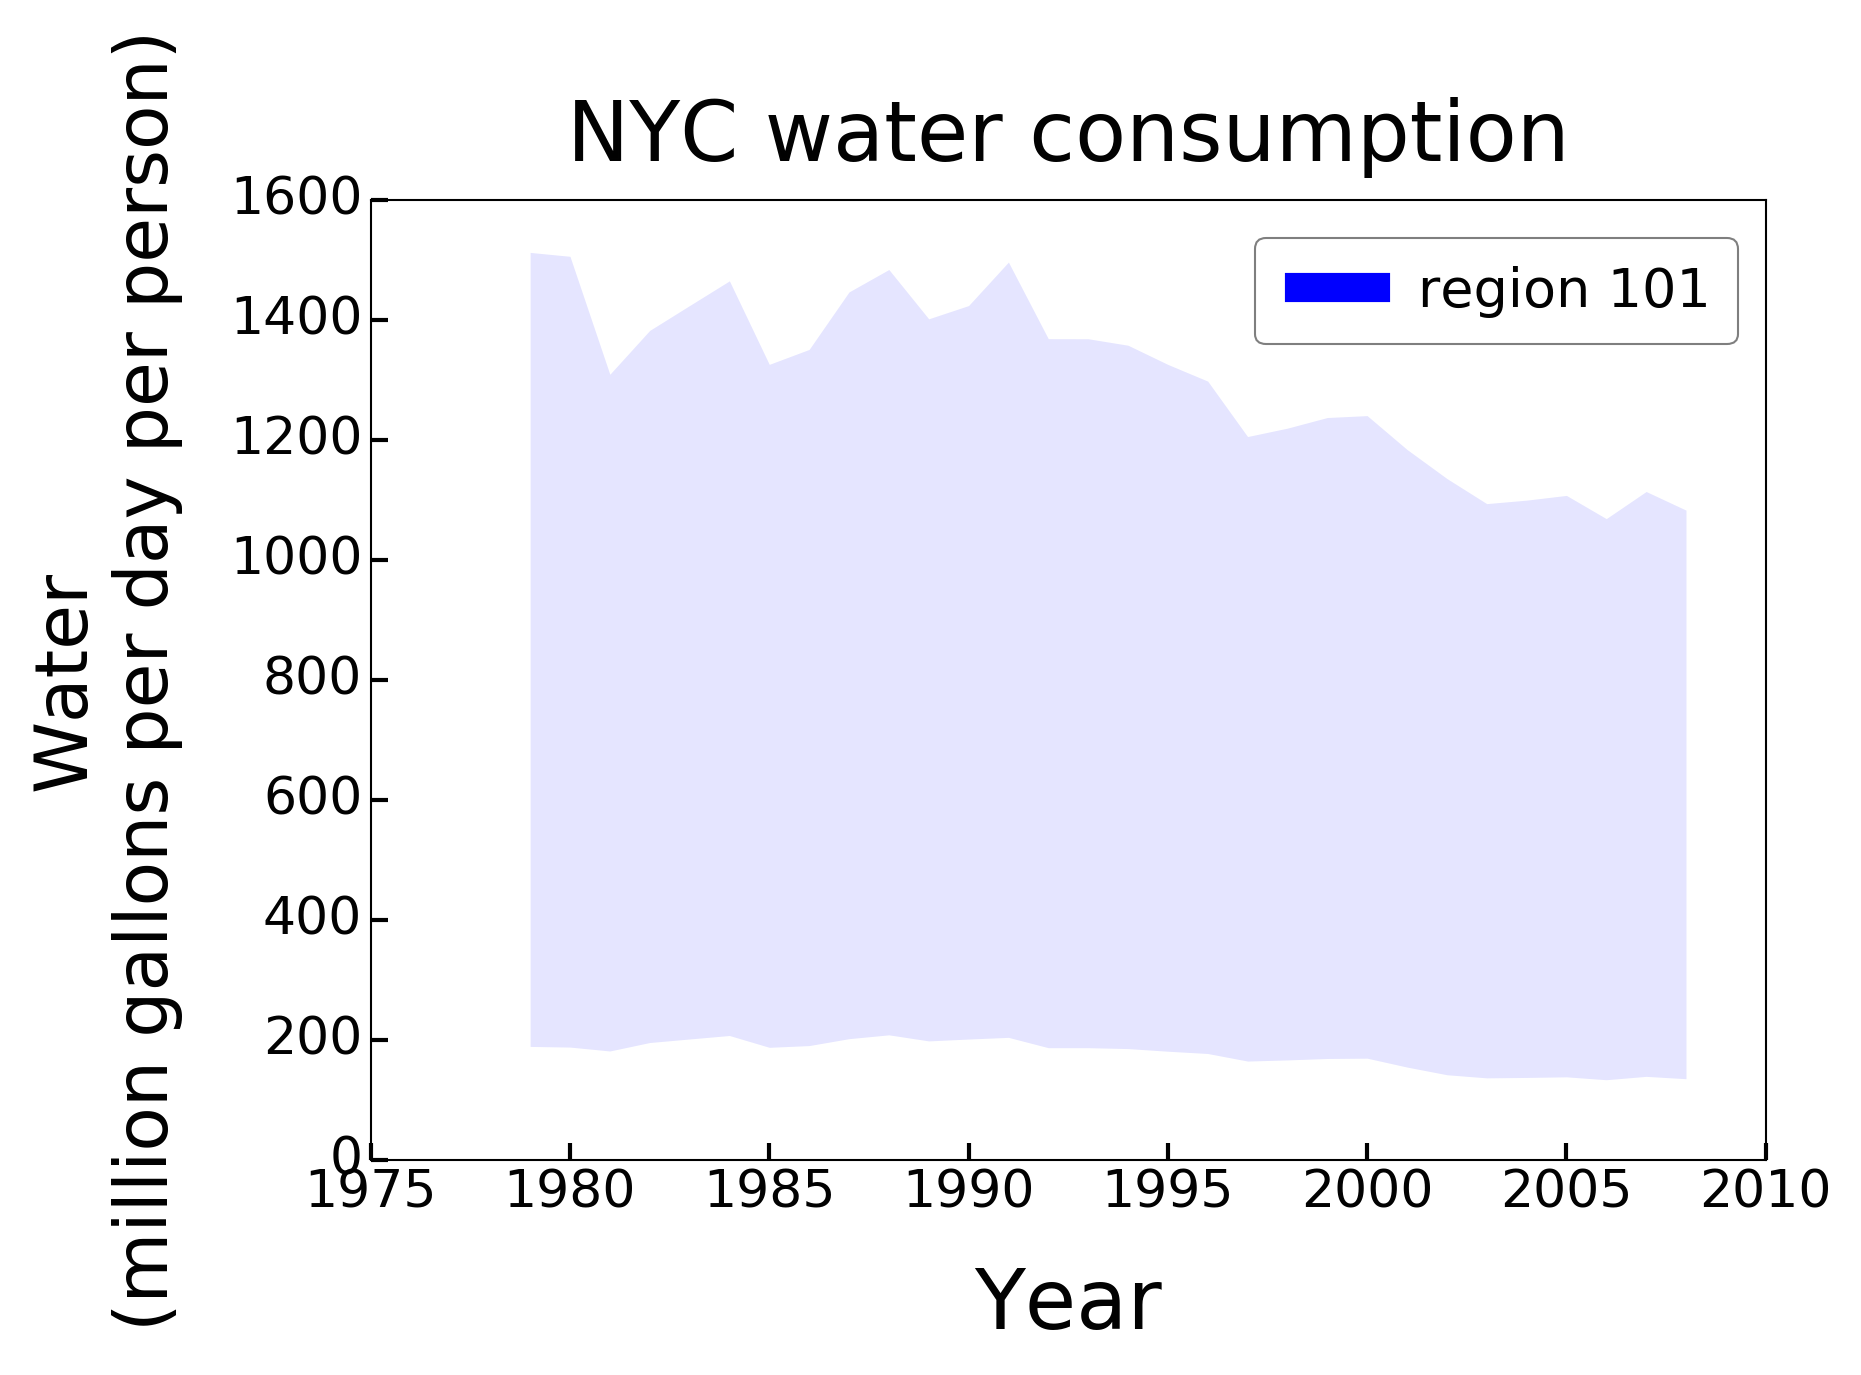 NYC water consumption
Water
(million gallons per day per person)
1600
1400
1200
1000
800
600
400
200
0
region 101
1975 1980 1985 1990 1995 2000 2005 2010
Year